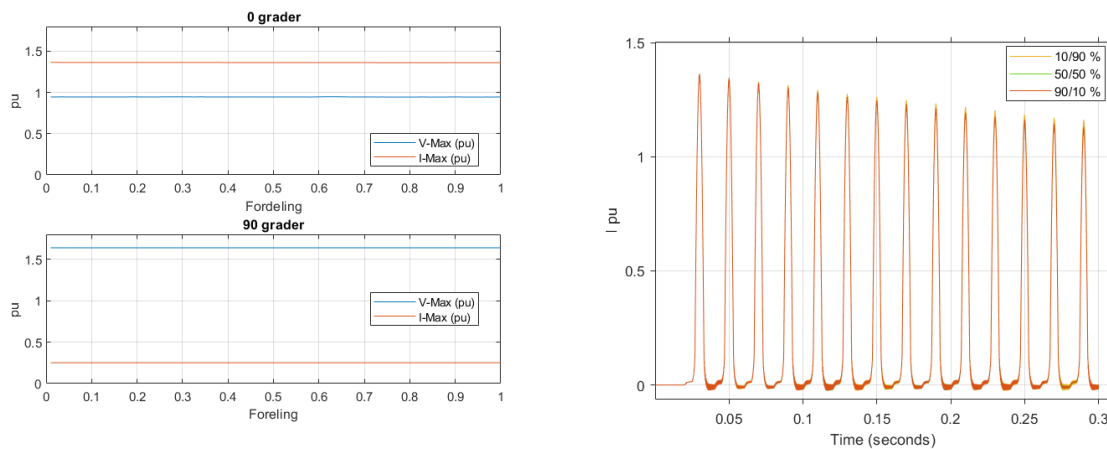 0 grader
pu
1.5
1
0.5
0
V-Max (pu)
I-Max (pu)
0 0.1 0.2 0.3 0.4 0.5 0.6 0.7 0.8 0.9 1
Fordeling
90 grader
pu
1.5
1
0.5
0
V-Max (pu)
I-Max (pu)
0 0.1 0.2 0.3 0.4 0.5 0.6 0.7 0.8 0.9 1
Foreling
I pu
1.5
1
0.5
0
10/90 %
50/50 %
90/10 %
0.05 0.1 0.15 0.2 0.25 0.3
Time (seconds)